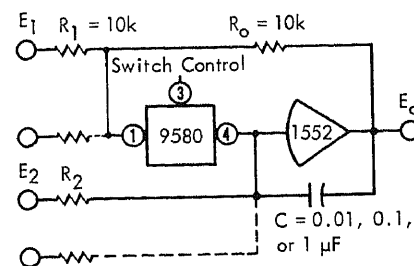 E1 R1 = 10k Ro = 10k
Switch Control
3
1 9580 4 1552 Eo
E2 R2
C = 0.01, 0.1,
or 1 µF